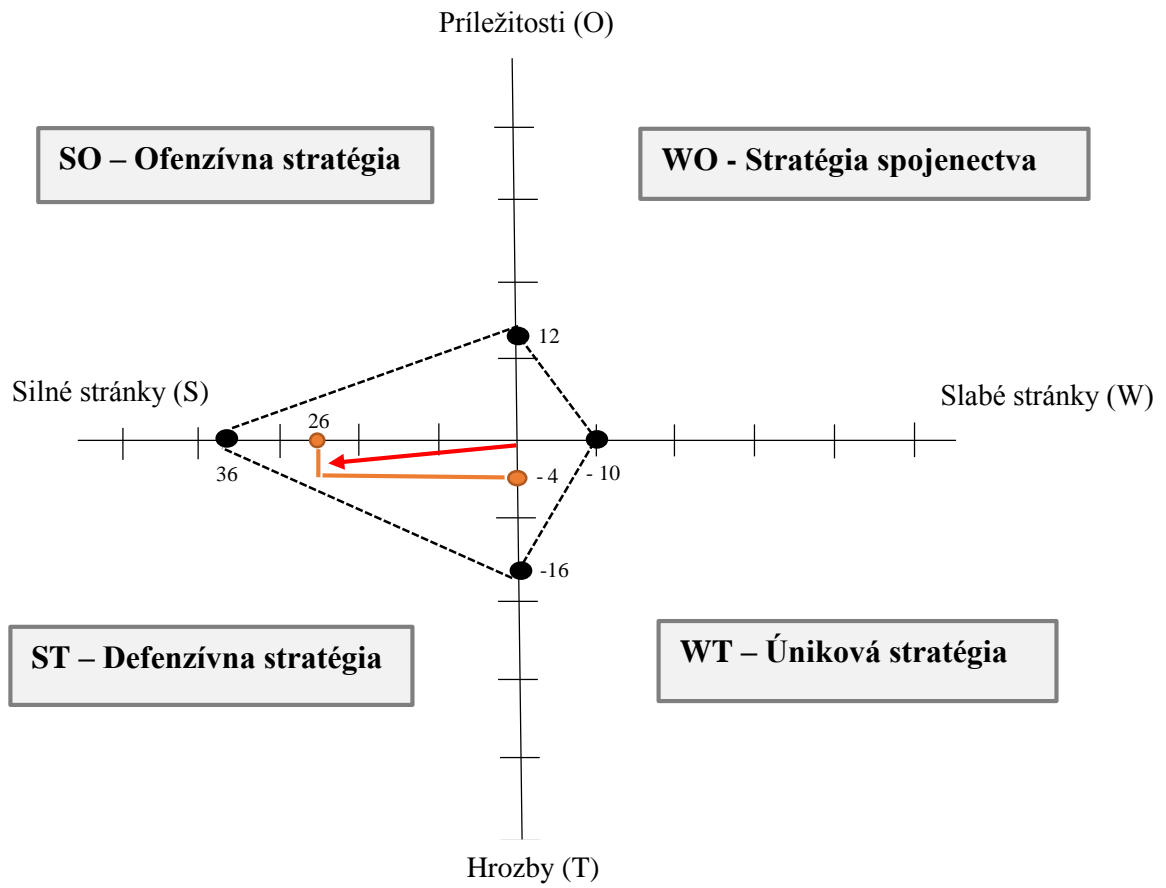 Príležitosti (O)
SO – Ofenzívna stratégia
WO - Stratégia spojenectva
12
Silné stránky (S)
Slabé stránky (W)
26
36
- 4
- 10
-16
ST – Defenzívna stratégia
WT – Úniková stratégia
Hrozby (T)